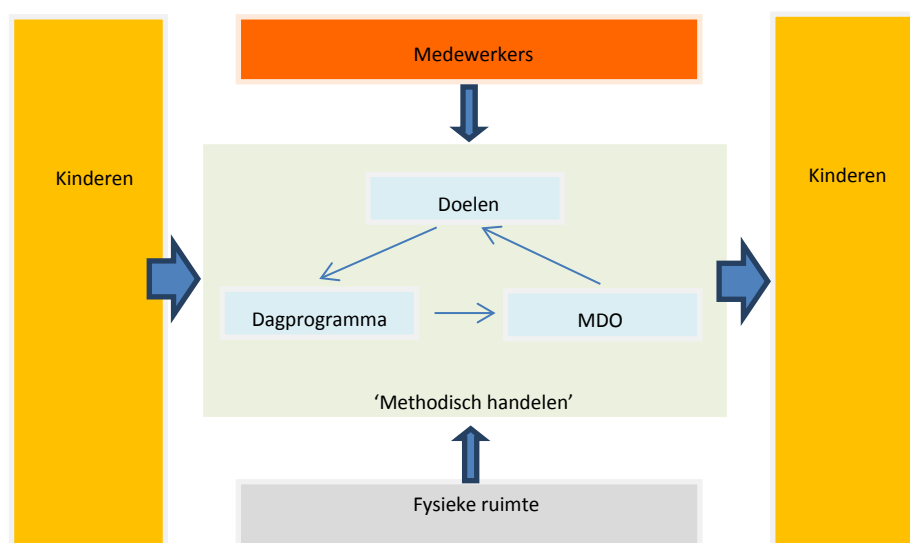 Medewerkers
Kinderen
Kinderen
Doelen
Dagprogramma
MDO
‘Methodisch handelen’
Fysieke ruimte